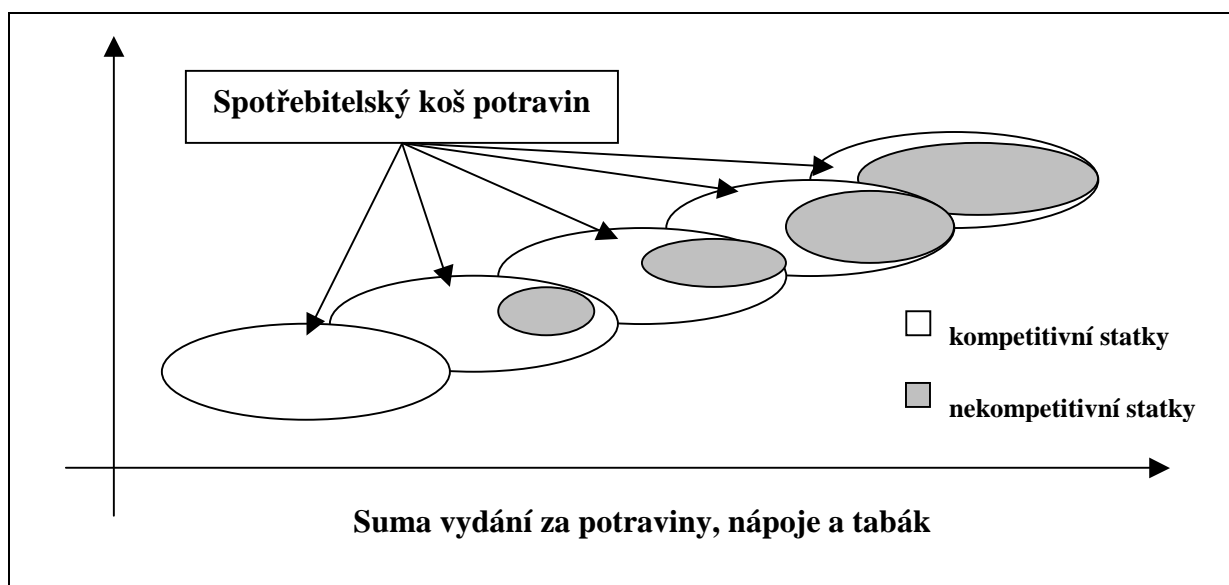 Spotřebitelský koš potravin
kompetitivní statky
nekompetitivní statky
Suma vydání za potraviny, nápoje a tabák